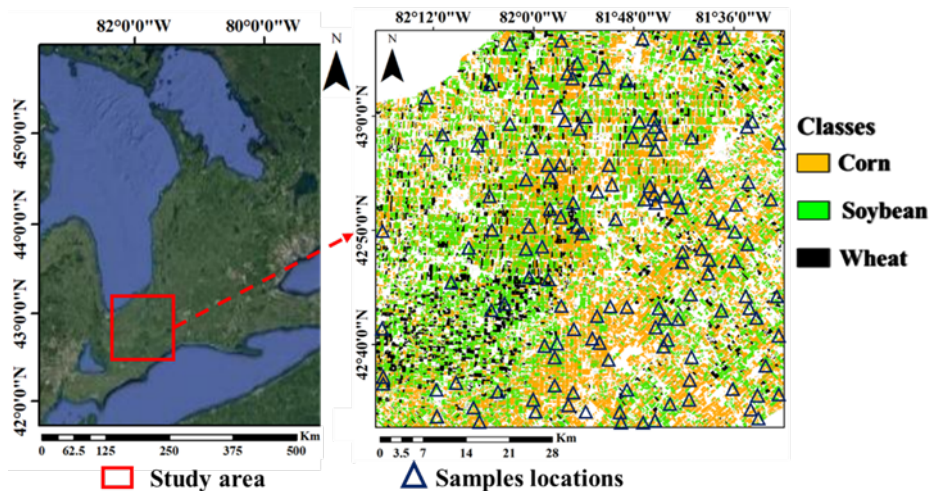 82°0'0"W 80°0'0"W
N
45°0'0"N
44°0'0"N
43°0'0"N
42°0'0"N
Km
0 62.5 125 250 375 500
Study area
82°12'0"W 82°0'0"W 81°48'0"W 81°36'0"W
N
43°0'0"N
42°50'0"N
42°40'0"N
Km
0 3.5 7 14 21 28
Samples locations
Classes
Corn
Soybean
Wheat